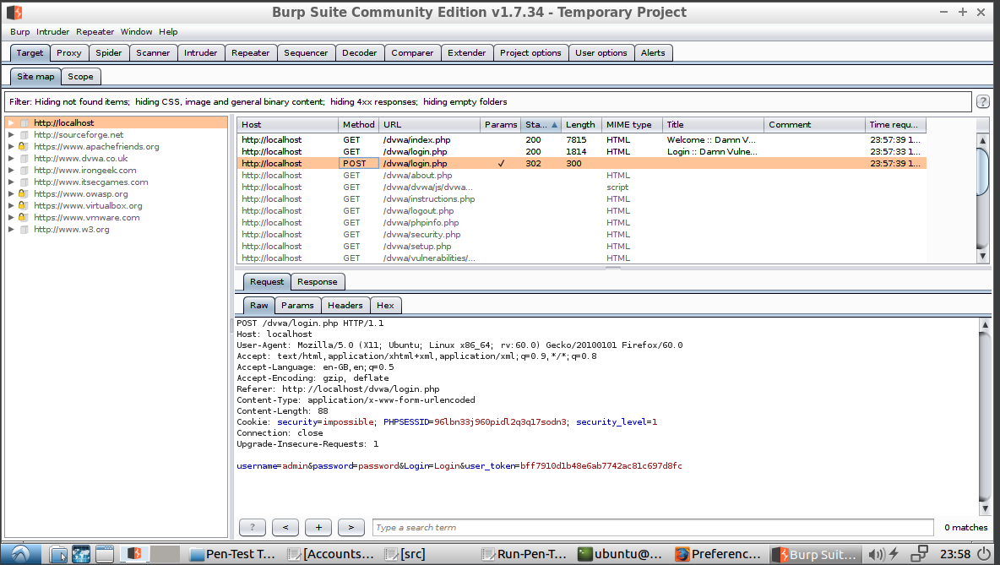 Burp Suite Community Edition v1.7.34 - Temporary Project
Burp Intruder Repeater Window Help
Target Proxy Spider Scanner Intruder Repeater Sequencer Decoder Comparer Extender Project options User options Alerts
Site map Scope
Filter: Hiding not found items; hiding CSS, image and general binary content; hiding 4xx responses; hiding empty folders ?
http://localhost
http://sourceforge.net
https://www.apachefriends.org
http://www.dvwa.co.uk
http://www.irongeek.com
http://www.itsecgames.com
https://www.owasp.org
https://www.virtualbox.org
https://www.vmware.com
http://www.w3.org
Host Method URL Params Sta... Length MIME type Title Comment Time requ...
http://localhost GET /dvwa/index.php 200 7815 HTML Welcome :: Damn V... 23:57:39 1...
http://localhost GET /dvwa/login.php 200 1814 HTML Login :: Damn Vulne... 23:57:33 1...
http://localhost POST /dvwa/login.php ✓ 302 300 23:57:39 1...
http://localhost GET /dvwa/about.php HTML
http://localhost GET /dvwa/dvwa/js/dvwa... script
http://localhost GET /dvwa/instructions.php HTML
http://localhost GET /dvwa/logout.php HTML
http://localhost GET /dvwa/phpinfo.php HTML
http://localhost GET /dvwa/security.php HTML
http://localhost GET /dvwa/setup.php HTML
http://localhost GET /dvwa/vulnerabilities/... HTML
Request Response
Raw Params Headers Hex
POST /dvwa/login.php HTTP/1.1
Host: localhost
User-Agent: Mozilla/5.0 (X11; Ubuntu; Linux x86_64; rv:60.0) Gecko/20100101 Firefox/60.0
Accept: text/html,application/xhtml+xml,application/xml;q=0.9,*/*;q=0.8
Accept-Language: en-GB,en;q=0.5
Accept-Encoding: gzip, deflate
Referer: http://localhost/dvwa/login.php
Content-Type: application/x-www-form-urlencoded
Content-Length: 88
Cookie: security=impossible; PHPSESSID=96lbn33j960pidl2q3q17sodn3; security_level=1
Connection: close
Upgrade-Insecure-Requests: 1
username=admin&password=password&Login=Login&user_token=bff7910d1b48e6ab7742ac81c697d8fc
? < + > Type a search term 0 matches
Pen-Test T... [Accounts... [src] Run-Pen-T... ubuntu@... Preferenc... Burp Suit... 23:58